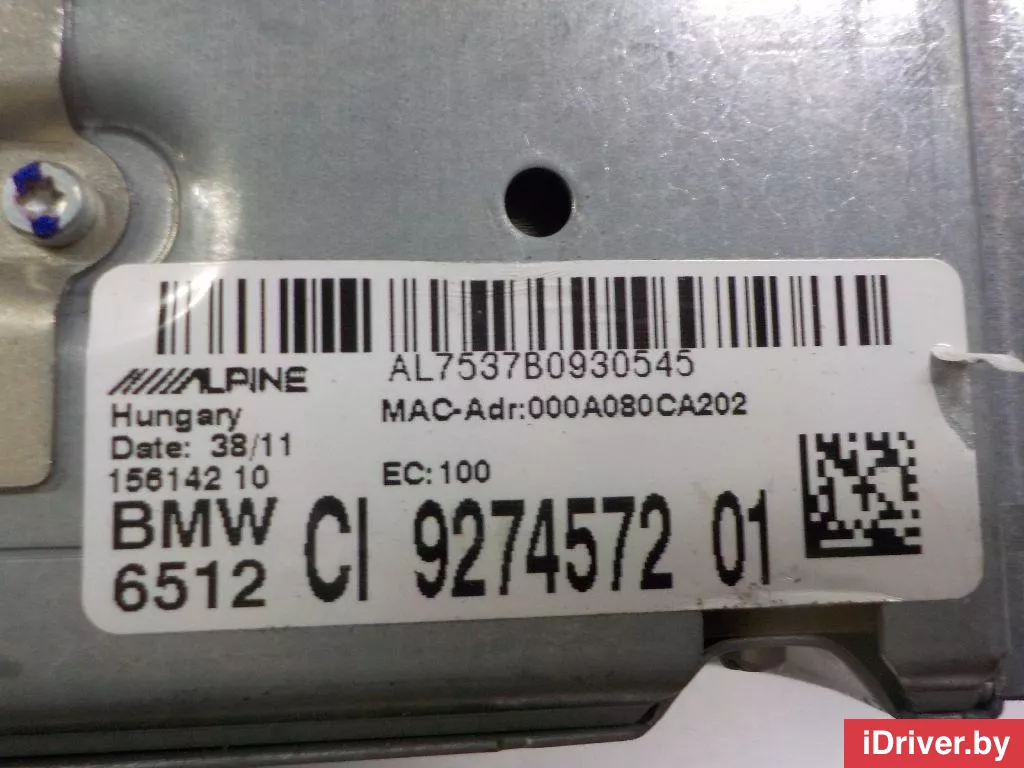 AL7537B0930545
ALPINE
MAC-Adr:000A080CA202
Hungary
Date: 38/11
156142 10
EC:100
BMW
6512
CI 9274572 01
iDriver.by